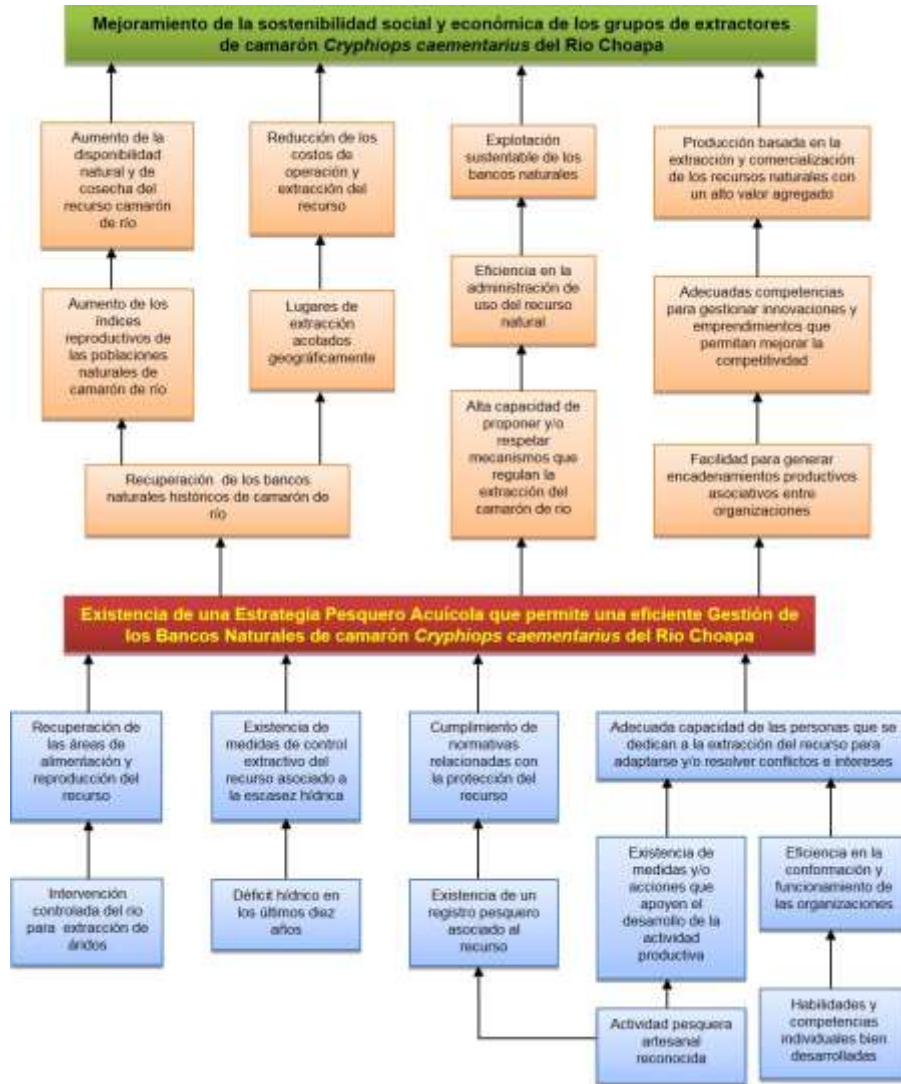 Mejoramiento de la sostenibilidad social y económica de los grupos de extractores
de camarón Cryphiops caementarius del Rio Choapa
Aumento de la
disponibilidad
natural y de
cosecha del
recurso camarón
de río
Reducción de los
costos de
operación y
extracción del
recurso
Explotación
sustentable de los
bancos naturales
Producción basada en la
extracción y comercialización
de los recursos naturales con
un alto valor agregado
Aumento de los
índices
reproductivos de
las poblaciones
naturales de
camarón de río
Lugares de
extracción
acotados
geográficamente
Eficiencia en la
administración de
uso del recurso
natural
Adecuadas competencias
para gestionar innovaciones y
emprendimientos que
permitan mejorar la
competitividad
Recuperación de los bancos
naturales históricos de camarón de
río
Alta capacidad de
proponer y/o
respetar
mecanismos que
regulan la
extracción del
camarón de rio
Facilidad para generar
encadenamientos productivos
asociativos entre
organizaciones
Existencia de una Estrategia Pesquero Acuícola que permite una eficiente Gestión de
los Bancos Naturales de camarón Cryphiops caementarius del Rio Choapa
Recuperación de
las áreas de
alimentación y
reproducción del
recurso
Existencia de
medidas de control
extractivo del
recurso asociado a
la escasez hídrica
Cumplimiento de
normativas
relacionadas con
la protección del
recurso
Adecuada capacidad de las personas que se
dedican a la extracción del recurso para
adaptarse y/o resolver conflictos e intereses
Intervención
controlada del rio
para extracción de
áridos
Déficit hídrico en
los últimos diez
años
Existencia de un
registro pesquero
asociado al
recurso
Existencia de
medidas y/o
acciones que
apoyen el
desarrollo de la
actividad
productiva
Eficiencia en la
conformación y
funcionamiento de
las organizaciones
Actividad pesquera
artesanal
reconocida
Habilidades y
competencias
individuales bien
desarrolladas